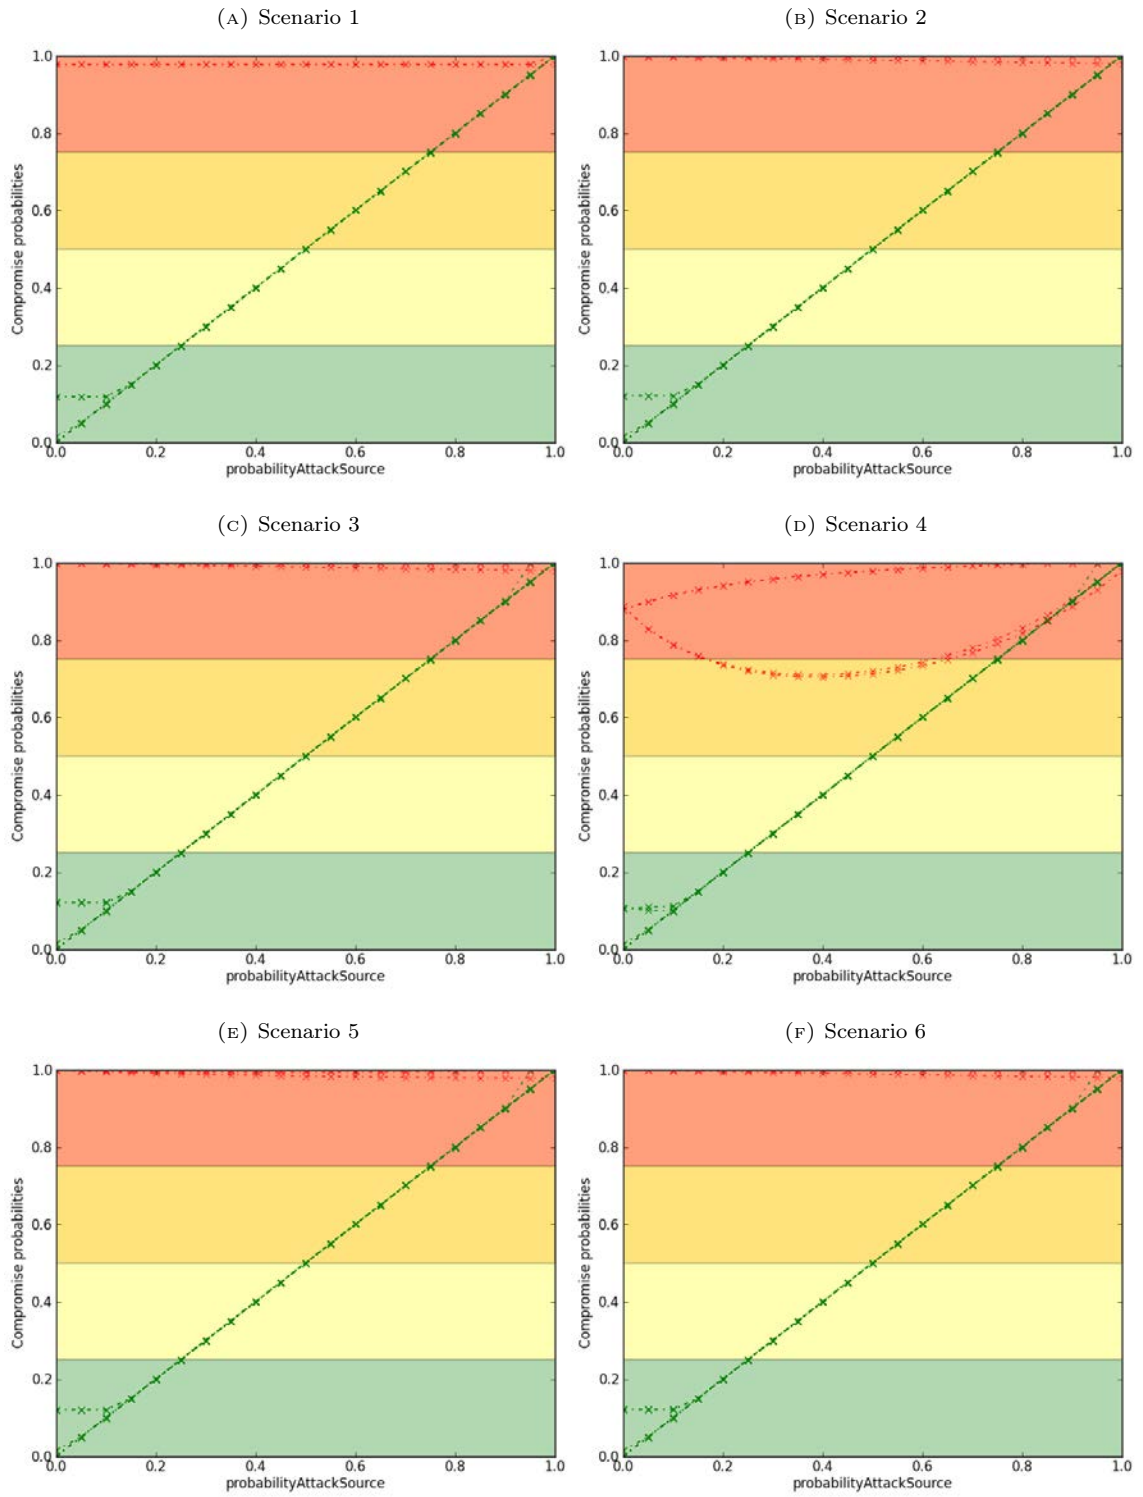 (A) Scenario 1
1.0
0.8
0.6
0.4
0.2
0.0
Compromise probabilities
0.0 0.2 0.4 0.6 0.8 1.0
probabilityAttackSource
(B) Scenario 2
1.0
0.8
0.6
0.4
0.2
0.0
Compromise probabilities
0.0 0.2 0.4 0.6 0.8 1.0
probabilityAttackSource
(C) Scenario 3
1.0
0.8
0.6
0.4
0.2
0.0
Compromise probabilities
0.0 0.2 0.4 0.6 0.8 1.0
probabilityAttackSource
(D) Scenario 4
1.0
0.8
0.6
0.4
0.2
0.0
Compromise probabilities
0.0 0.2 0.4 0.6 0.8 1.0
probabilityAttackSource
(E) Scenario 5
1.0
0.8
0.6
0.4
0.2
0.0
Compromise probabilities
0.0 0.2 0.4 0.6 0.8 1.0
probabilityAttackSource
(F) Scenario 6
1.0
0.8
0.6
0.4
0.2
0.0
Compromise probabilities
0.0 0.2 0.4 0.6 0.8 1.0
probabilityAttackSource